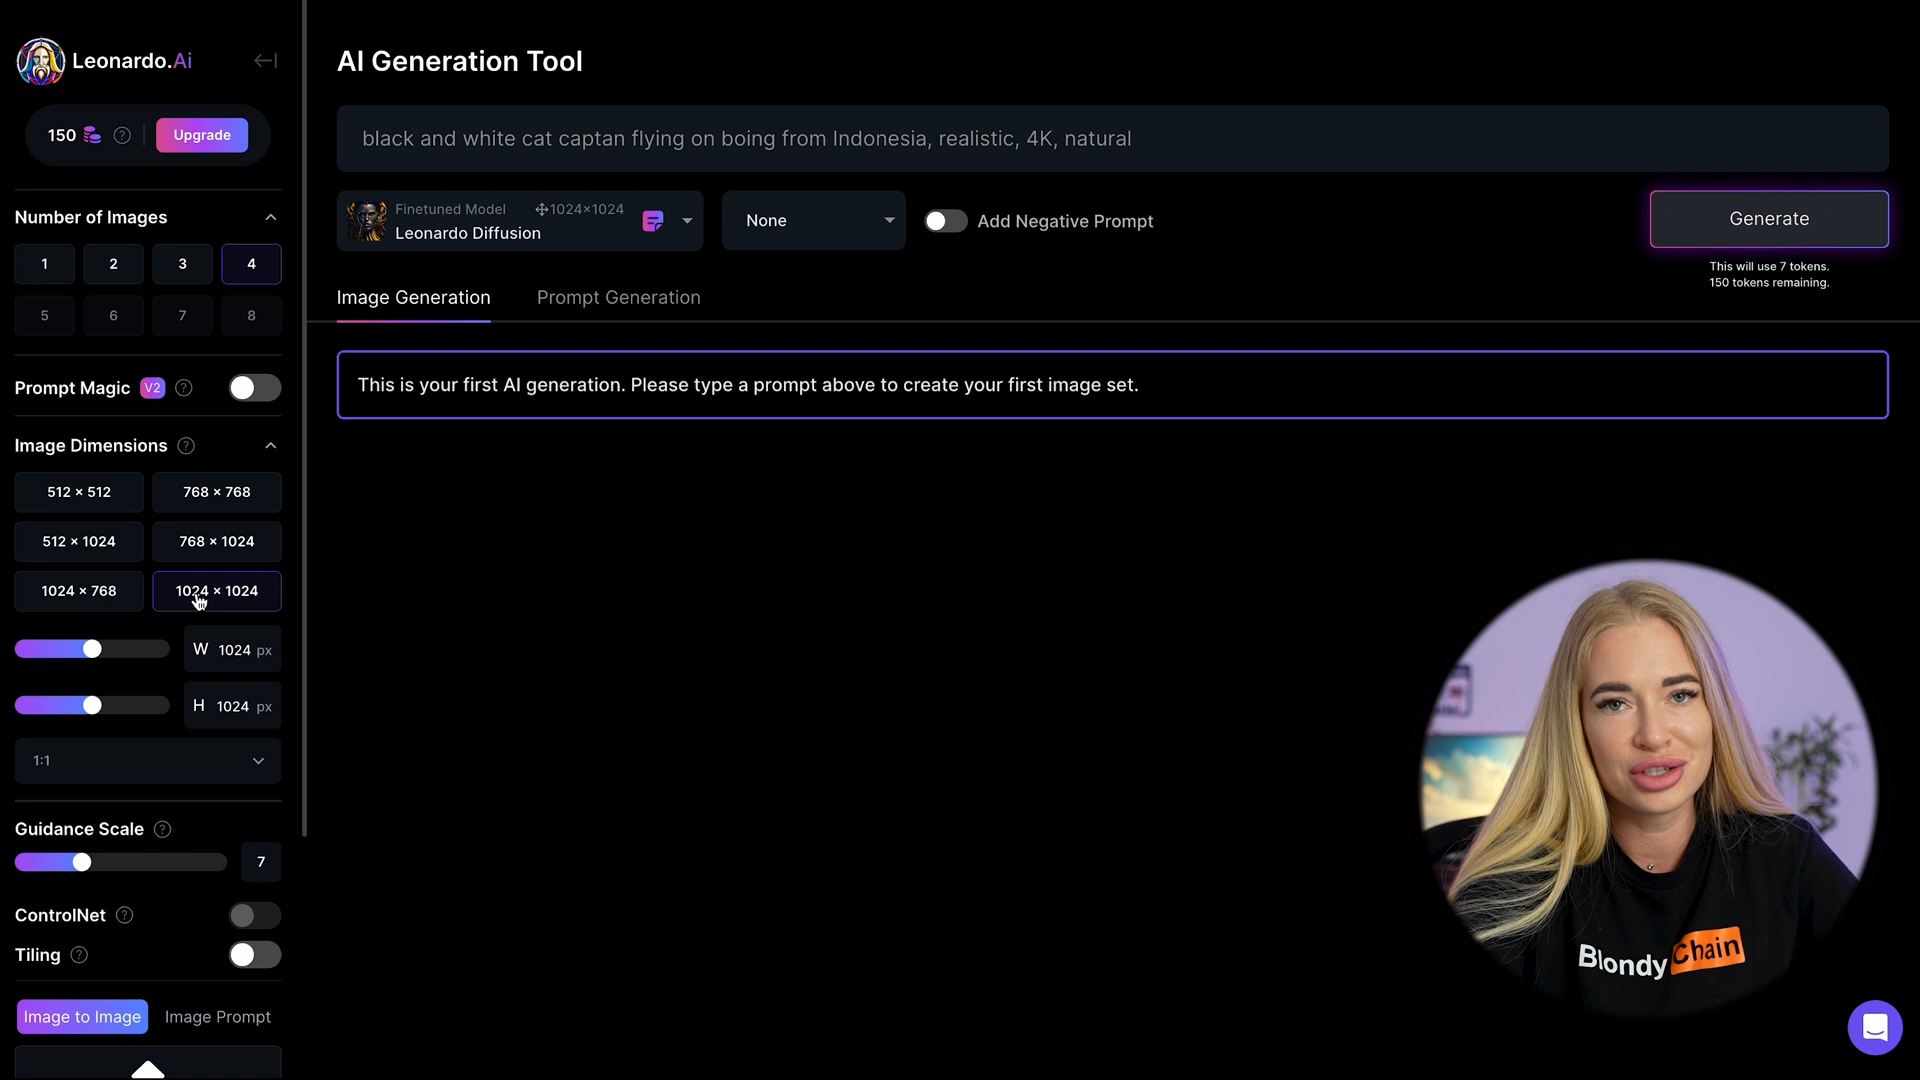 Leonardo.Ai
150
Upgrade
Number of Images
1
2
3
4
5
6
7
8
Prompt Magic V2
Image Dimensions
512 × 512
768 × 768
512 × 1024
768 × 1024
1024 × 768
1024 × 1024
W 1024 px
H 1024 px
1:1
Guidance Scale
7
ControlNet
Tiling
Image to Image
Image Prompt
AI Generation Tool
black and white cat captan flying on boing from Indonesia, realistic, 4K, natural
Finetuned Model
1024×1024
Leonardo Diffusion
None
Add Negative Prompt
Generate
This will use 7 tokens.
150 tokens remaining.
Image Generation
Prompt Generation
This is your first AI generation. Please type a prompt above to create your first image set.
Blondy Chain